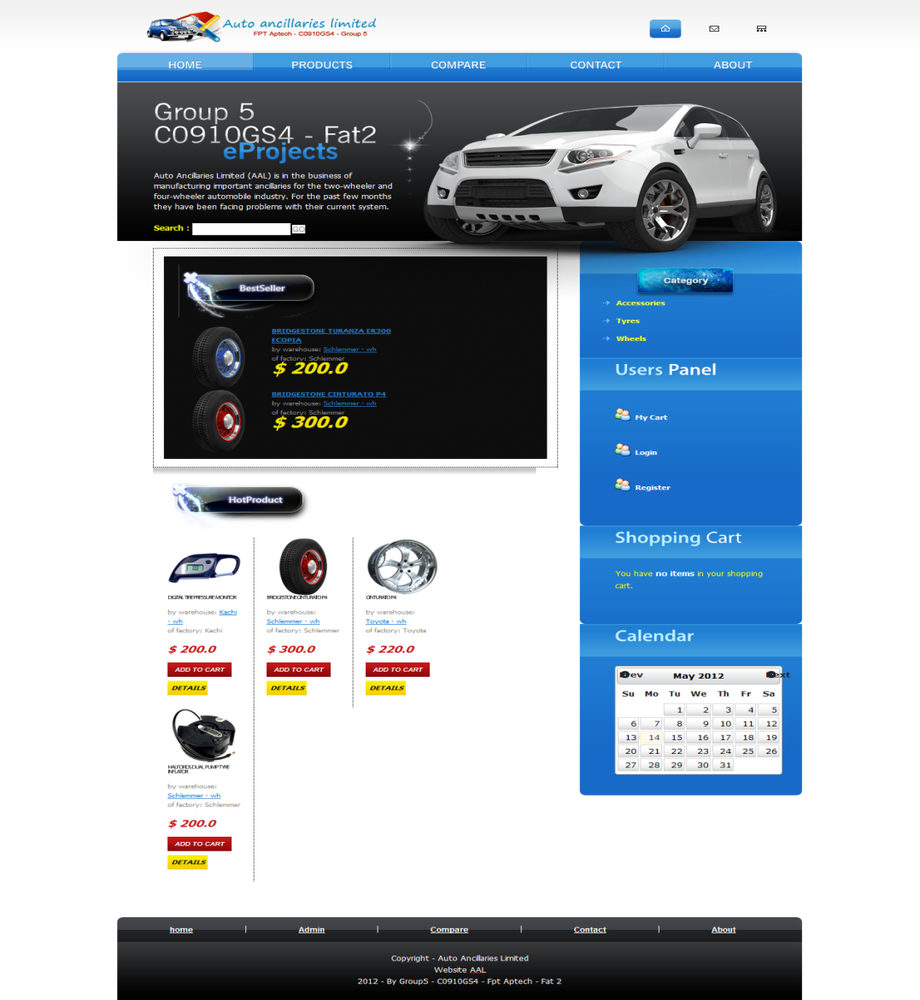 Auto ancillaries limited
FPT Aptech - C0910GS4 - Group 5
HOME PRODUCTS COMPARE CONTACT ABOUT
Group 5
C0910GS4 - Fat2
eProjects
Auto Ancillaries Limited (AAL) is in the business of
manufacturing important ancillaries for the two-wheeler and
four-wheeler automobile industry. For the past few months
they have been facing problems with their current system.
Search : GO
BestSeller
BRIDGESTONE TURANZA ER300
ECOPIA
by warehouse: Schlemmer - wh
of factory: Schlemmer
$ 200.0
BRIDGESTONE CINTURATO P4
by warehouse: Schlemmer - wh
of factory: Schlemmer
$ 300.0
Category
Accessories
Tyres
Wheels
Users Panel
My Cart
Login
Register
Shopping Cart
You have no items in your shopping
cart.
Calendar
May 2012
Su Mo Tu We Th Fr Sa
1 2 3 4 5
6 7 8 9 10 11 12
13 14 15 16 17 18 19
20 21 22 23 24 25 26
27 28 29 30 31
HotProduct
DIGITAL TIRE PRESSURE MONITOR
by warehouse: Kachi
- wh
of factory: Kachi
$ 200.0
ADD TO CART
DETAILS
BRIDGESTONE CINTURATO P4
by warehouse:
Schlemmer - wh
of factory: Schlemmer
$ 300.0
ADD TO CART
DETAILS
CINTURATO P4
by warehouse:
Toyota - wh
of factory: Toyota
$ 220.0
ADD TO CART
DETAILS
HALFORDS DUAL PUMP TYRE
INFLATOR
by warehouse:
Schlemmer - wh
of factory: Schlemmer
$ 200.0
ADD TO CART
DETAILS
home | Admin | Compare | Contact | About
Copyright - Auto Ancillaries Limited
Website AAL
2012 - By Group5 - C0910GS4 - Fpt Aptech - Fat 2